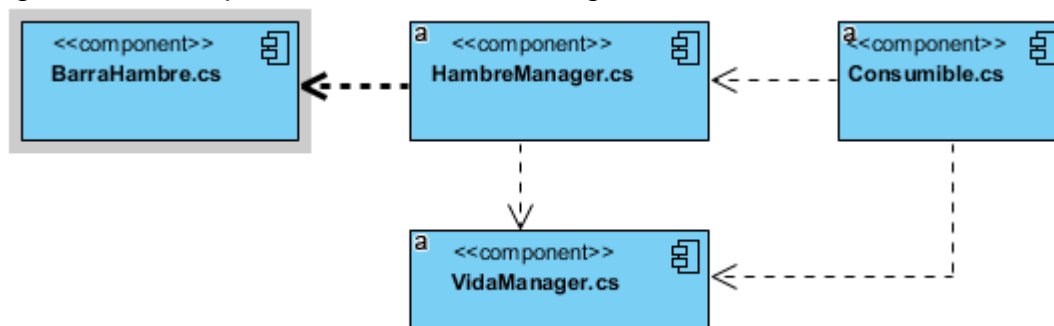 <<component>>
BarraHambre.cs
a
<<component>>
HambreManager.cs
a
<<component>>
Consumible.cs
a
<<component>>
VidaManager.cs